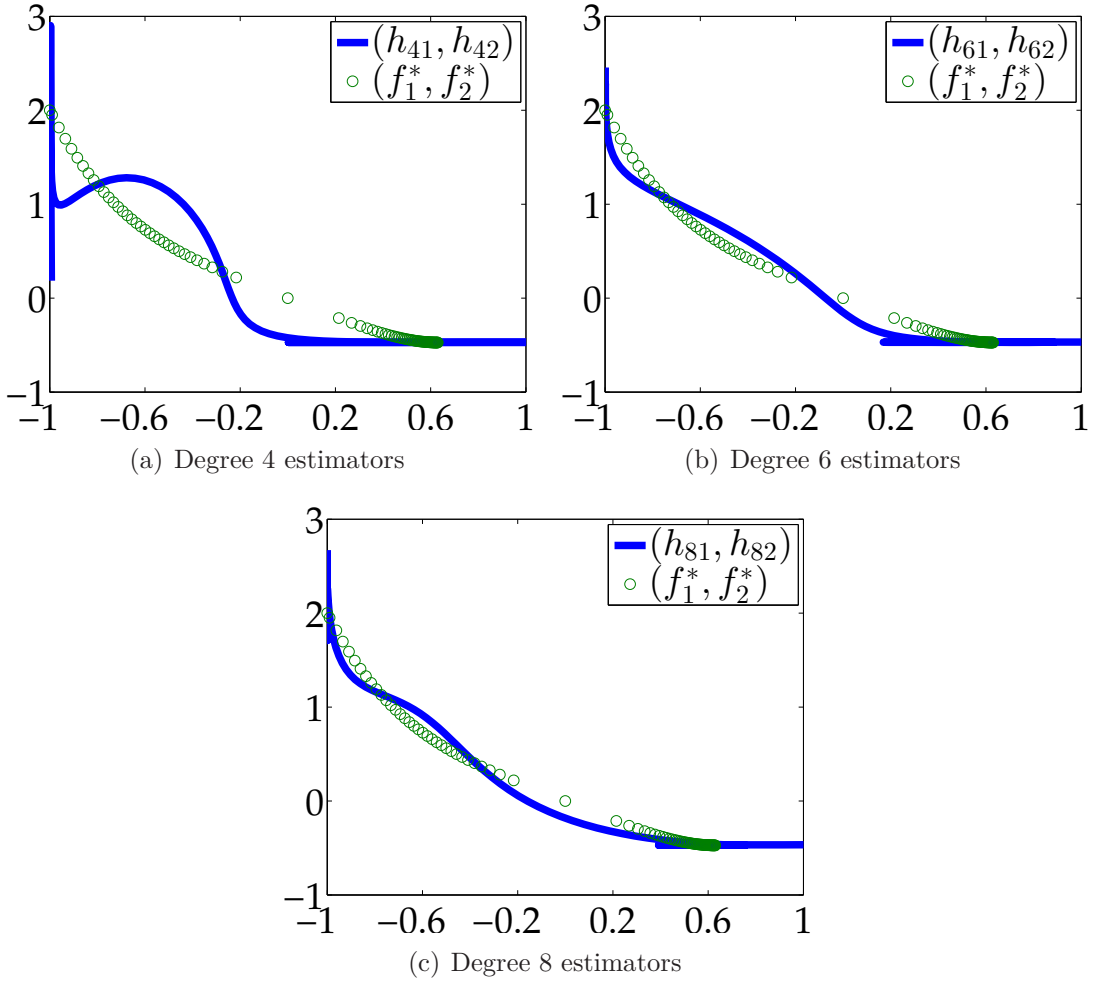 3
2
1
0
−1
−1 −0.6 −0.2 0.2 0.6 1
(h₄₁, h₄₂)
(f₁*, f₂*)
(a) Degree 4 estimators
3
2
1
0
−1
−1 −0.6 −0.2 0.2 0.6 1
(h₆₁, h₆₂)
(f₁*, f₂*)
(b) Degree 6 estimators
3
2
1
0
−1
−1 −0.6 −0.2 0.2 0.6 1
(h₈₁, h₈₂)
(f₁*, f₂*)
(c) Degree 8 estimators